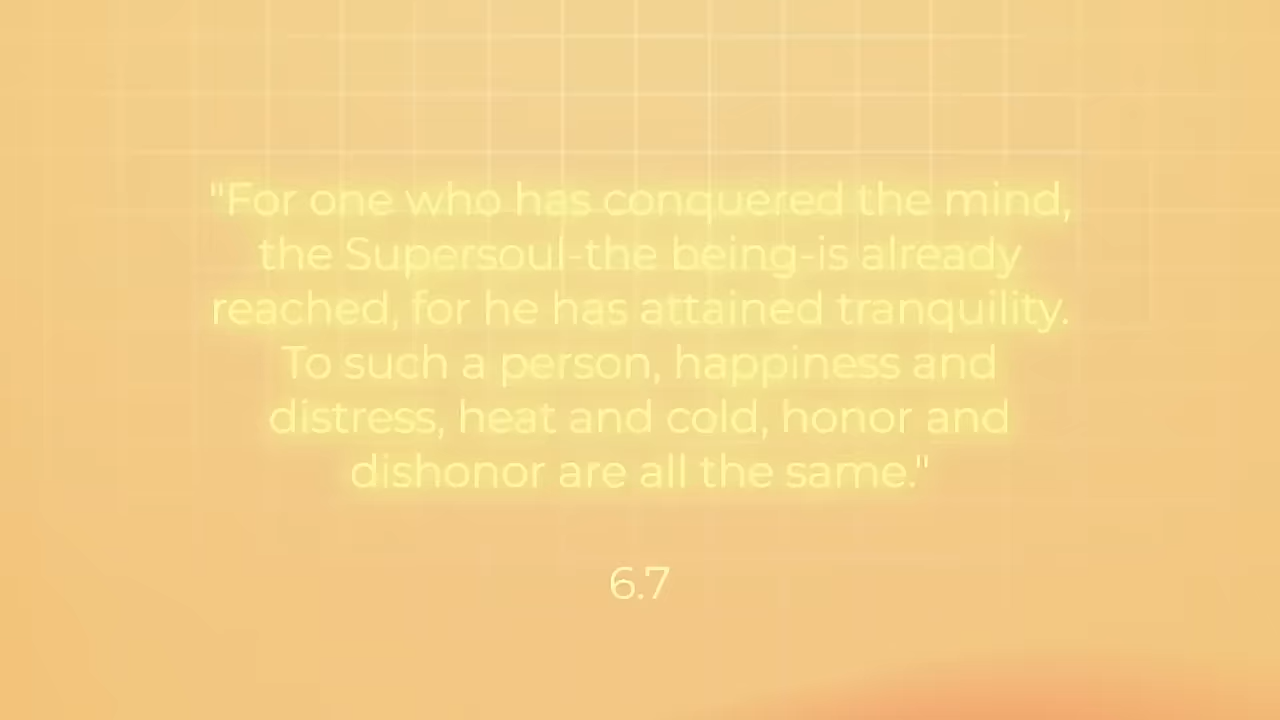 "For one who has conquered the mind,
the Supersoul-the being-is already
reached, for he has attained tranquility.
To such a person, happiness and
distress, heat and cold, honor and
dishonor are all the same."
6.7